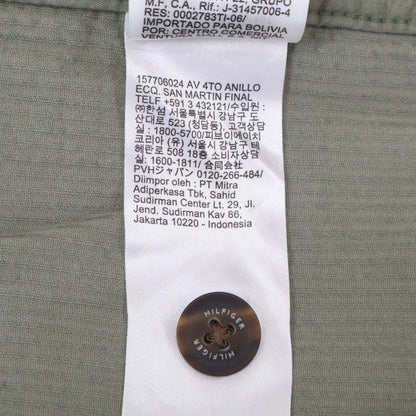 GRUPO
M.F. C.A., Rif.: J-31457006-4
RES: 0002783TI-06/
IMPORTADO PARA BOLIVIA
POR: CENTRO COMERCIAL
157706024 AV 4TO ANILLO
ECQ. SAN MARTIN FINAL
TELF +591 3 432121/수입원 :
㈜한섬 서울특별시 강남구 도
산대로 523 (청담동), 고객상담
실 : 1800-5700/피브이에이치
코리아 (유) 서울시 강남구 테
헤란로 508 18층 소비자상담
실: 1600-1811/ 合同会社
PVHジャパン 0120-266-484/
Diimpor oleh : PT Mitra
Adiperkasa Tbk, Sahid
Sudirman Center Lt. 29, Jl.
Jend. Sudirman Kav 86,
Jakarta 10220 - Indonesia
HILFIGER
HILFIGER